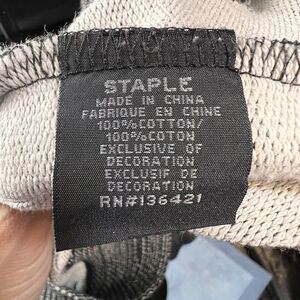 STAPLE
MADE IN CHINA
FABRIQUE EN CHINE
100%COTTON/
100%COTON
EXCLUSIVE OF
DECORATION
EXCLUSIF DE
DECORATION
RN#136421